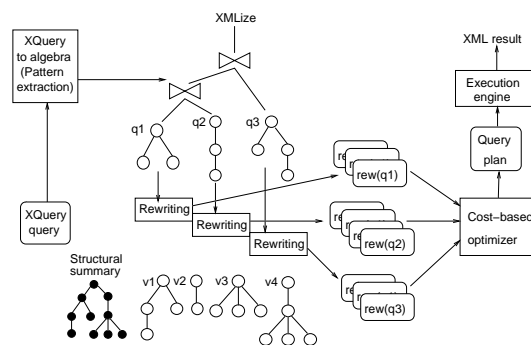 XQuery
to algebra
(Pattern
extraction)
XMLize
XML result
Execution
engine
q1
q2
q3
Query
plan
rew(q1)
XQuery
query
Rewriting
Rewriting
Rewriting
rew(q2)
Cost-based
optimizer
Structural
summary
v1
v2
v3
v4
rew(q3)